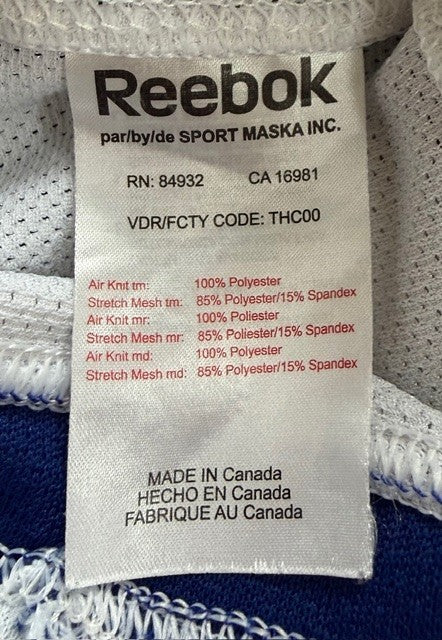 Reebok
par/by/de SPORT MASKA INC.
RN: 84932 CA 16981
VDR/FCTY CODE: THC00
Air Knit tm: 100% Polyester
Stretch Mesh tm: 85% Polyester/15% Spandex
Air Knit mr: 100% Poliester
Stretch Mesh mr: 85% Poliester/15% Spandex
Air Knit md: 100% Polyester
Stretch Mesh md: 85% Polyester/15% Spandex
MADE IN Canada
HECHO EN Canada
FABRIQUE AU Canada